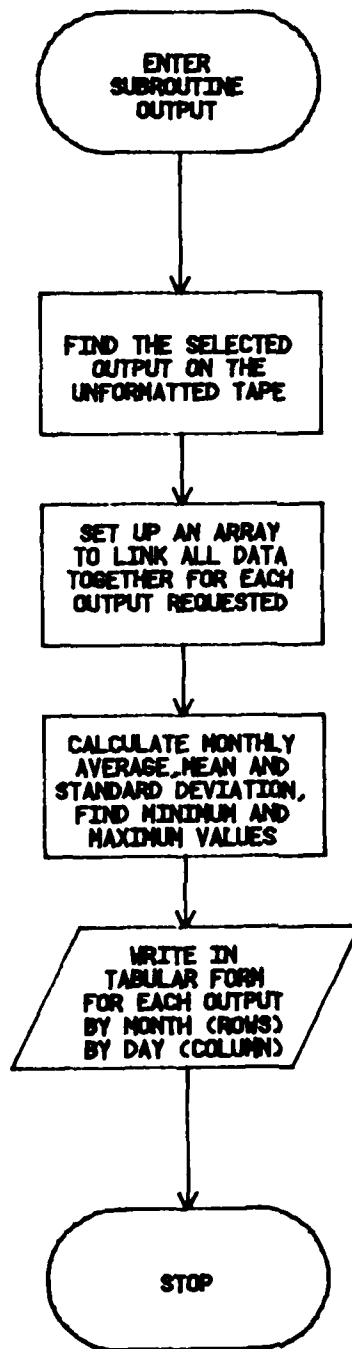 ENTER
SUBROUTINE
OUTPUT
FIND THE SELECTED
OUTPUT ON THE
UNFORMATTED TAPE
SET UP AN ARRAY
TO LINK ALL DATA
TOGETHER FOR EACH
OUTPUT REQUESTED
CALCULATE MONTHLY
AVERAGE,MEAN AND
STANDARD DEVIATION,
FIND MINIMUM AND
MAXIMUM VALUES
WRITE IN
TABULAR FORM
FOR EACH OUTPUT
BY MONTH (ROWS)
BY DAY (COLUMN)
STOP